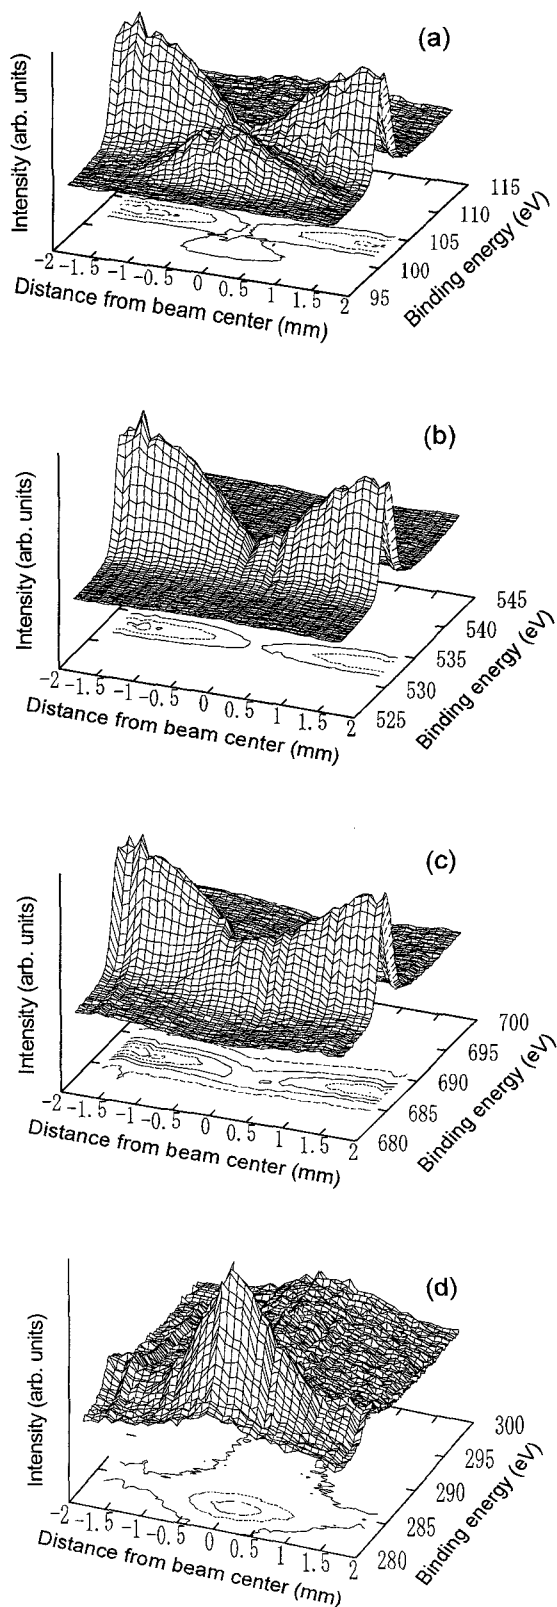 (a)
Intensity (arb. units)
-2 -1.5 -1 -0.5 0 0.5 1 1.5 2
Distance from beam center (mm)
95 100 105 110 115
Binding energy (eV)
(b)
Intensity (arb. units)
-2 -1.5 -1 -0.5 0 0.5 1 1.5 2
Distance from beam center (mm)
525 530 535 540 545
Binding energy (eV)
(c)
Intensity (arb. units)
-2 -1.5 -1 -0.5 0 0.5 1 1.5 2
Distance from beam center (mm)
680 685 690 695 700
Binding energy (eV)
(d)
Intensity (arb. units)
-2 -1.5 -1 -0.5 0 0.5 1 1.5 2
Distance from beam center (mm)
280 285 290 295 300
Binding energy (eV)